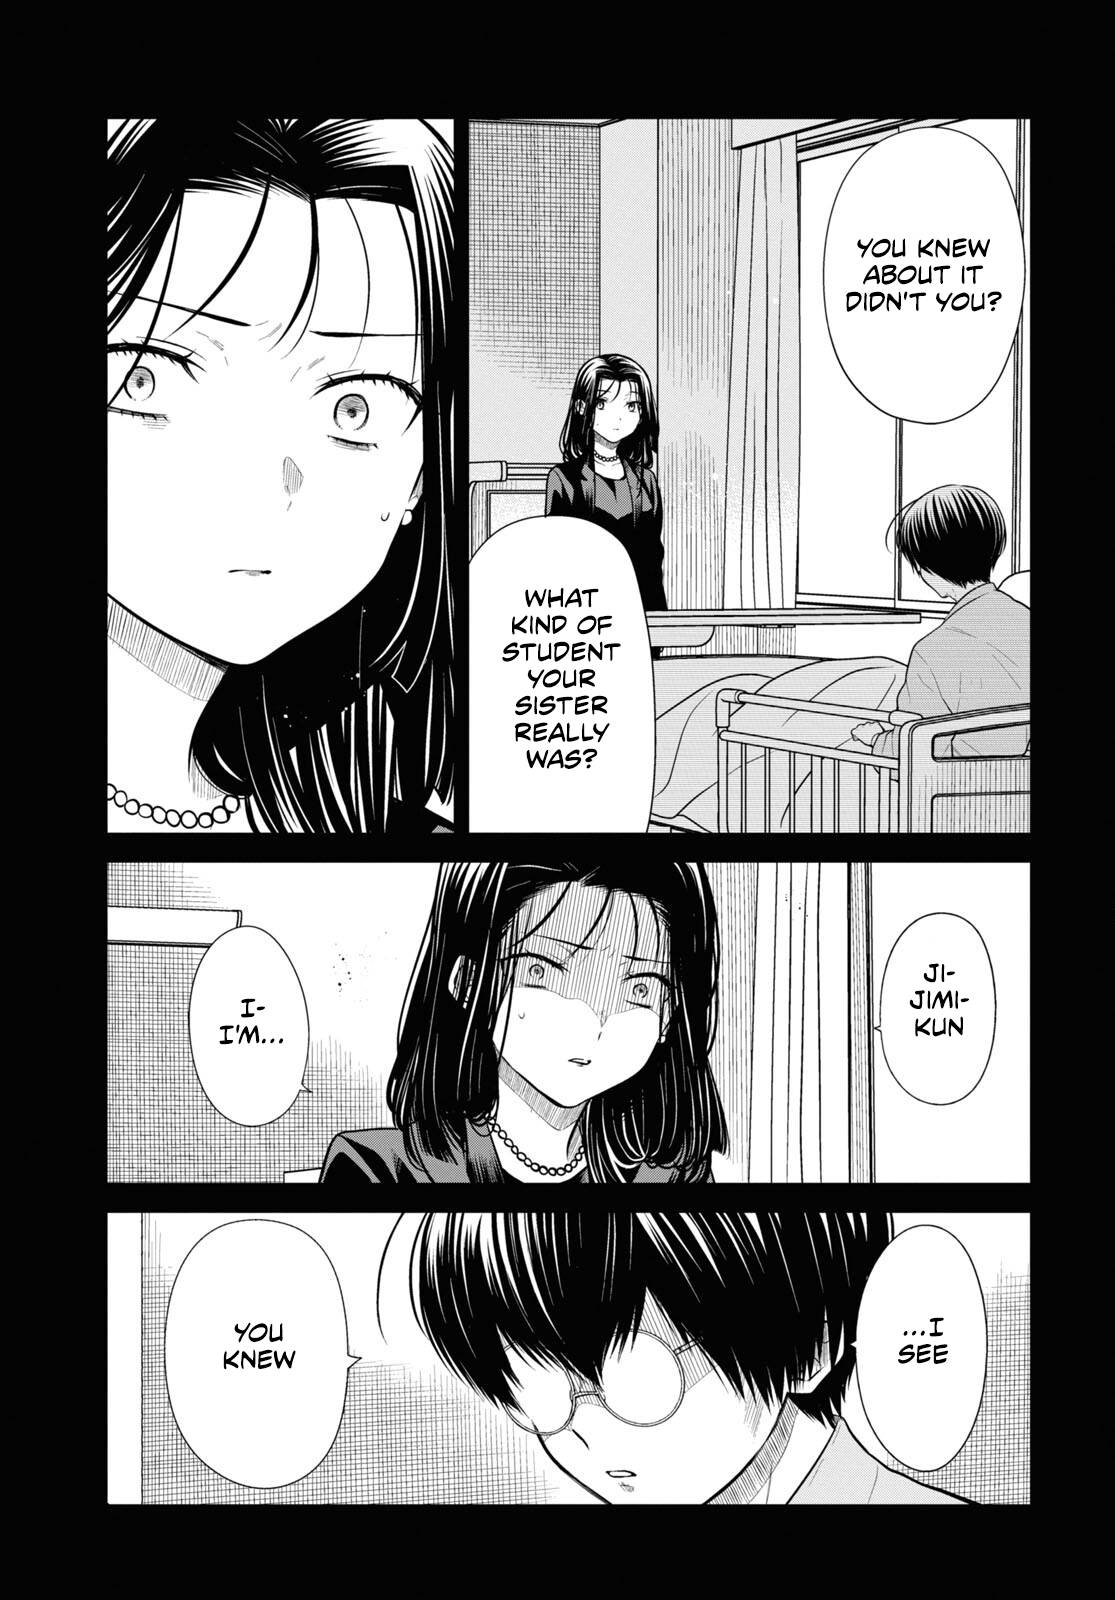 YOU KNEW
ABOUT IT
DIDN'T YOU?
WHAT
KIND OF
STUDENT
YOUR
SISTER
REALLY
WAS?
JI-
JIMI-
KUN
I-
I'M...
...I
SEE
YOU
KNEW